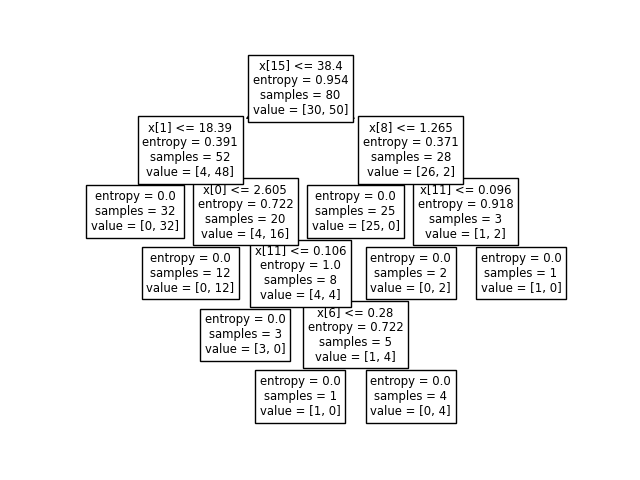 x[15] <= 38.4
entropy = 0.954
samples = 80
value = [30, 50]
x[1] <= 18.39
entropy = 0.391
samples = 52
value = [4, 48]
x[8] <= 1.265
entropy = 0.371
samples = 28
value = [26, 2]
entropy = 0.0
samples = 32
value = [0, 32]
x[0] <= 2.605
entropy = 0.722
samples = 20
value = [4, 16]
entropy = 0.0
samples = 25
value = [25, 0]
x[11] <= 0.096
entropy = 0.918
samples = 3
value = [1, 2]
entropy = 0.0
samples = 12
value = [0, 12]
x[11] <= 0.106
entropy = 1.0
samples = 8
value = [4, 4]
entropy = 0.0
samples = 2
value = [0, 2]
entropy = 0.0
samples = 1
value = [1, 0]
entropy = 0.0
samples = 3
value = [3, 0]
x[6] <= 0.28
entropy = 0.722
samples = 5
value = [1, 4]
entropy = 0.0
samples = 1
value = [1, 0]
entropy = 0.0
samples = 4
value = [0, 4]